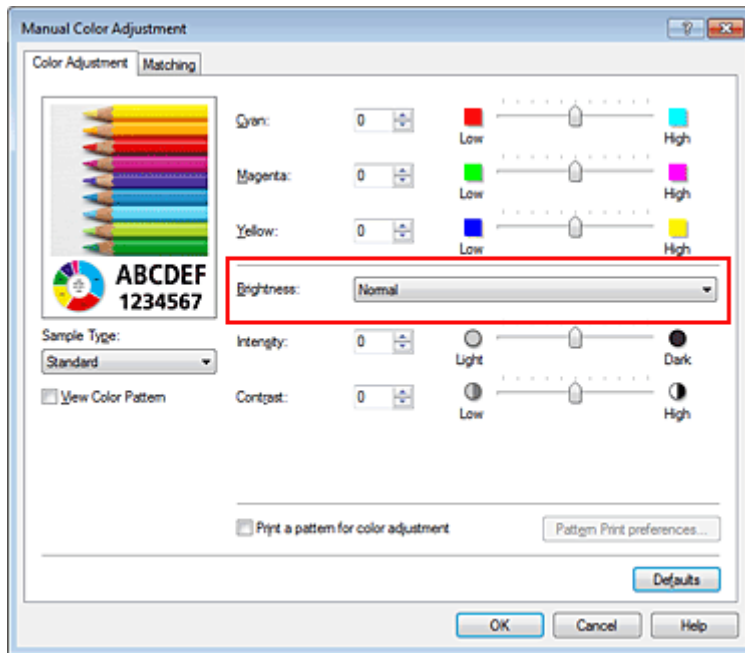 Manual Color Adjustment
Color Adjustment Matching
Cyan: 0 Low High
Magenta: 0 Low High
Yellow: 0 Low High
ABCDEF
1234567
Brightness: Normal
Sample Type:
Standard
Intensity: 0 Light Dark
View Color Pattern
Contrast: 0 Low High
Print a pattern for color adjustment Pattern Print preferences...
Defaults
OK Cancel Help